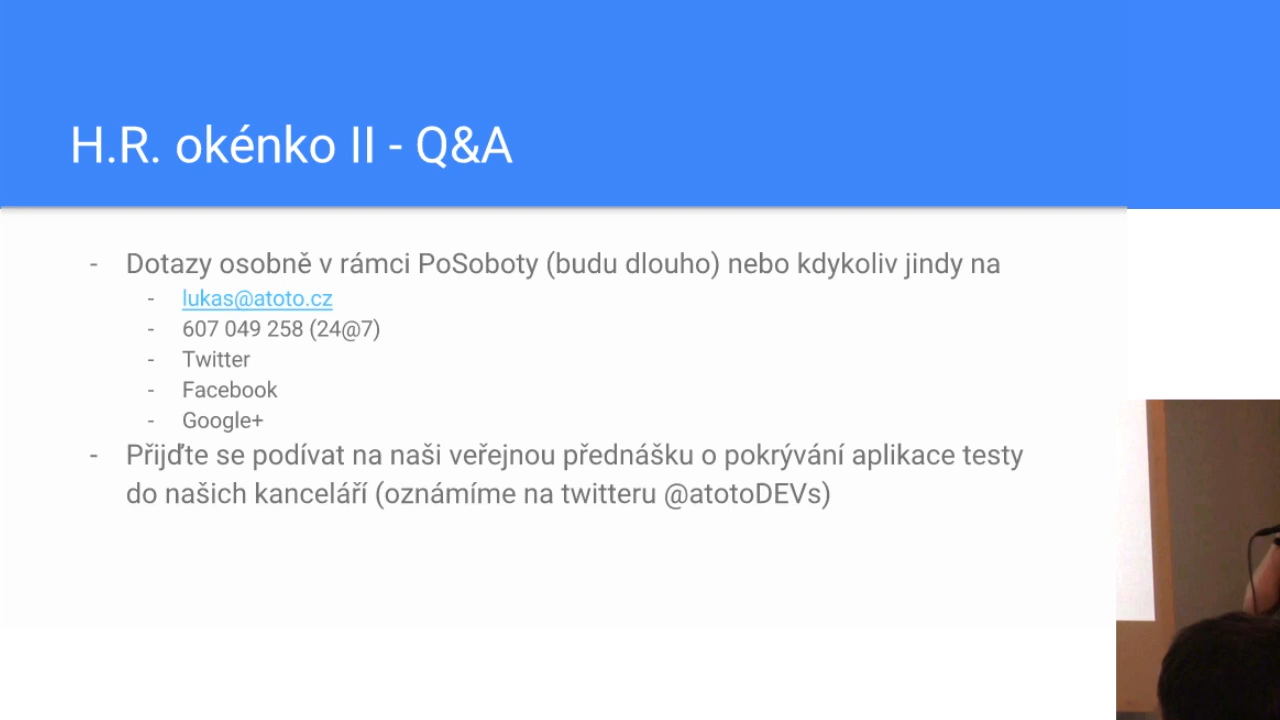 H.R. okénko II - Q&A
- Dotazy osobně v rámci PoSoboty (budu dlouho) nebo kdykoliv jindy na
- lukas@atoto.cz
- 607 049 258 (24@7)
- Twitter
- Facebook
- Google+
- Přijďte se podívat na naši veřejnou přednášku o pokrývání aplikace testy
do našich kanceláří (oznámíme na twitteru @atotoDEVs)